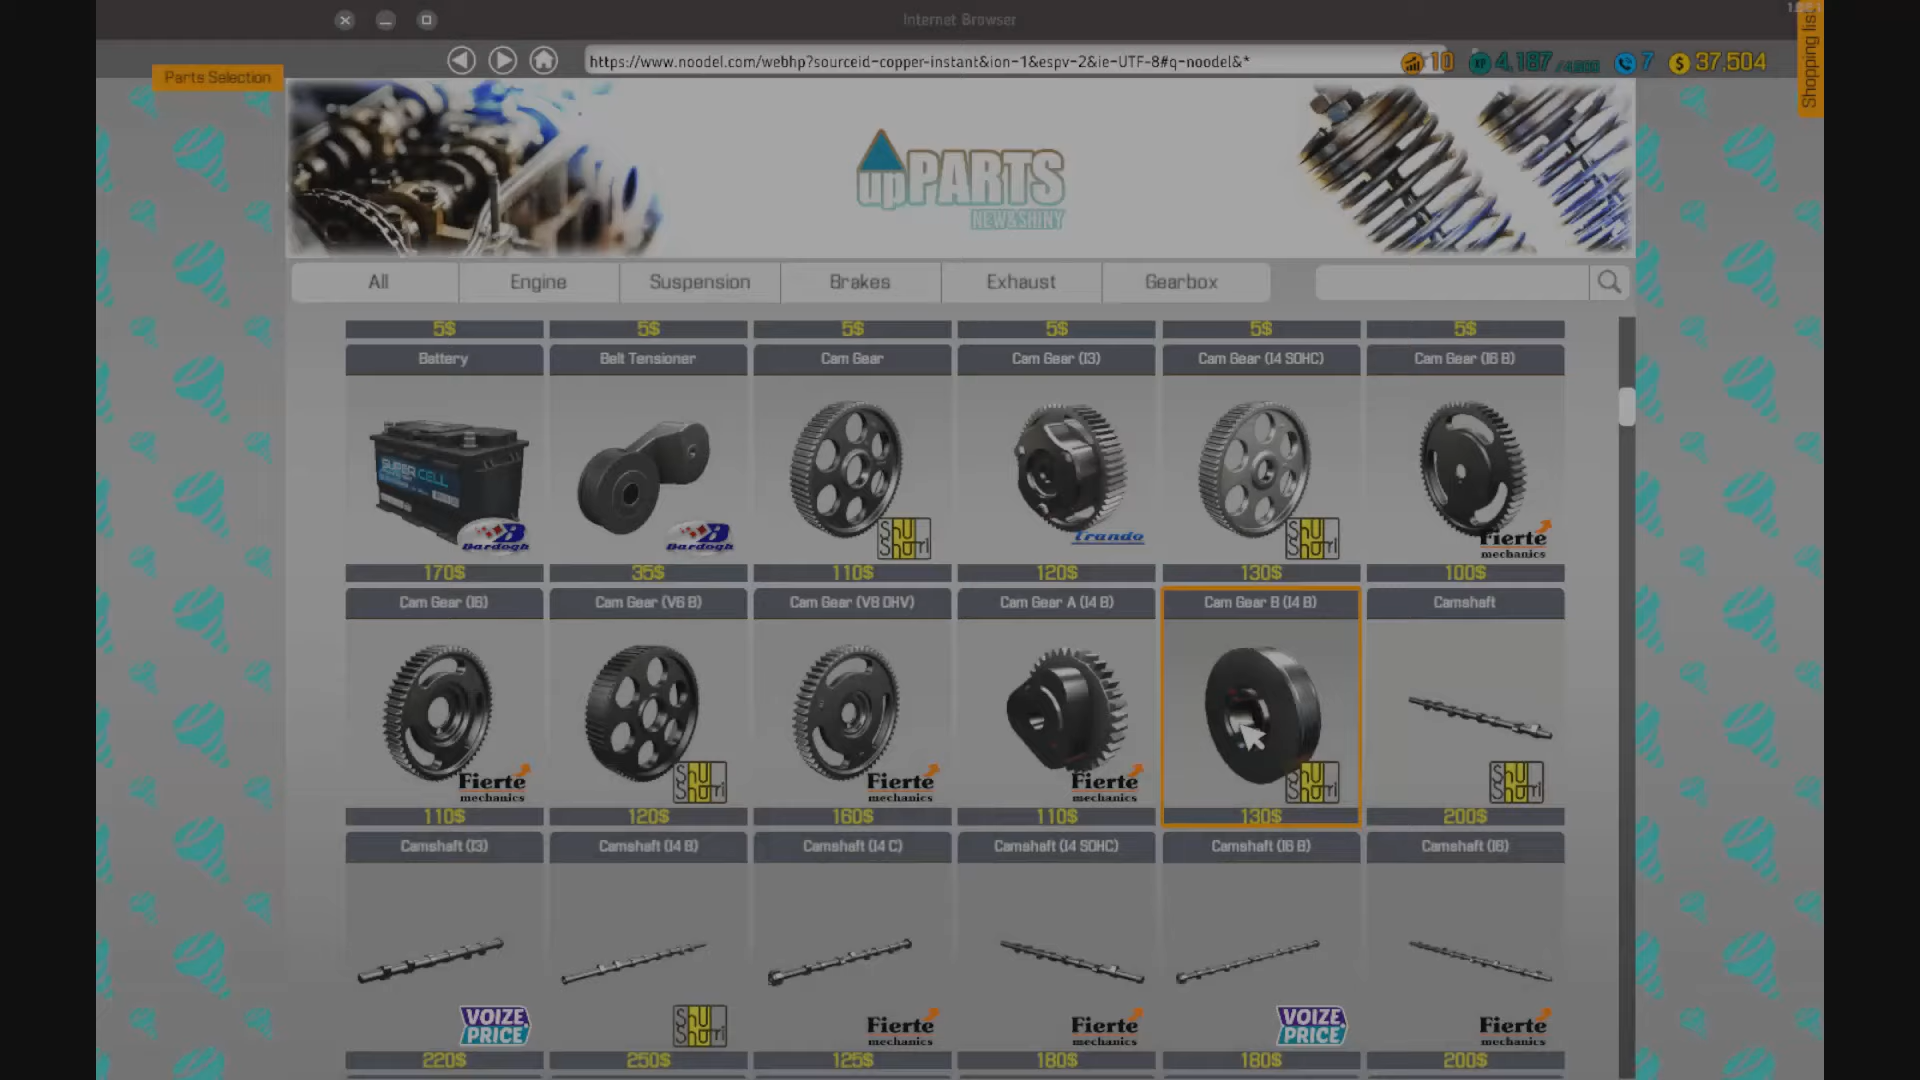 Internet Browser
Shopping list
https://www.noodel.com/webhp?sourceid-copper-instant&ion-1&espv-2&ie-UTF-8#q-noodel&*
10
XP 4,187
7
$ 37,504
Parts Selection
upPARTS
NEW&SHINY
All Engine Suspension Brakes Exhaust Gearbox
5$ 5$ 5$ 5$ 5$ 5$
Battery Belt Tensioner Cam Gear Cam Gear (I3) Cam Gear (I4 SOHC) Cam Gear (I6 B)
SUPER CELL
Bardogh Bardogh Shu Shurri Trando Shu Shurri Fierte mechanics
170$ 35$ 110$ 120$ 130$ 100$
Cam Gear (I6) Cam Gear (V6 B) Cam Gear (V8 OHV) Cam Gear A (I4 B) Cam Gear B (I4 B) Camshaft
Fierte mechanics Shu Shurri Fierte mechanics Fierte mechanics Shu Shurri Shu Shurri
110$ 120$ 160$ 110$ 130$ 200$
Camshaft (I3) Camshaft (I4 B) Camshaft (I4 C) Camshaft (I4 SOHC) Camshaft (I6 B) Camshaft (I6)
VOIZE PRICE Shu Shurri Fierte mechanics Fierte mechanics VOIZE PRICE Fierte mechanics
220$ 250$ 125$ 180$ 180$ 200$